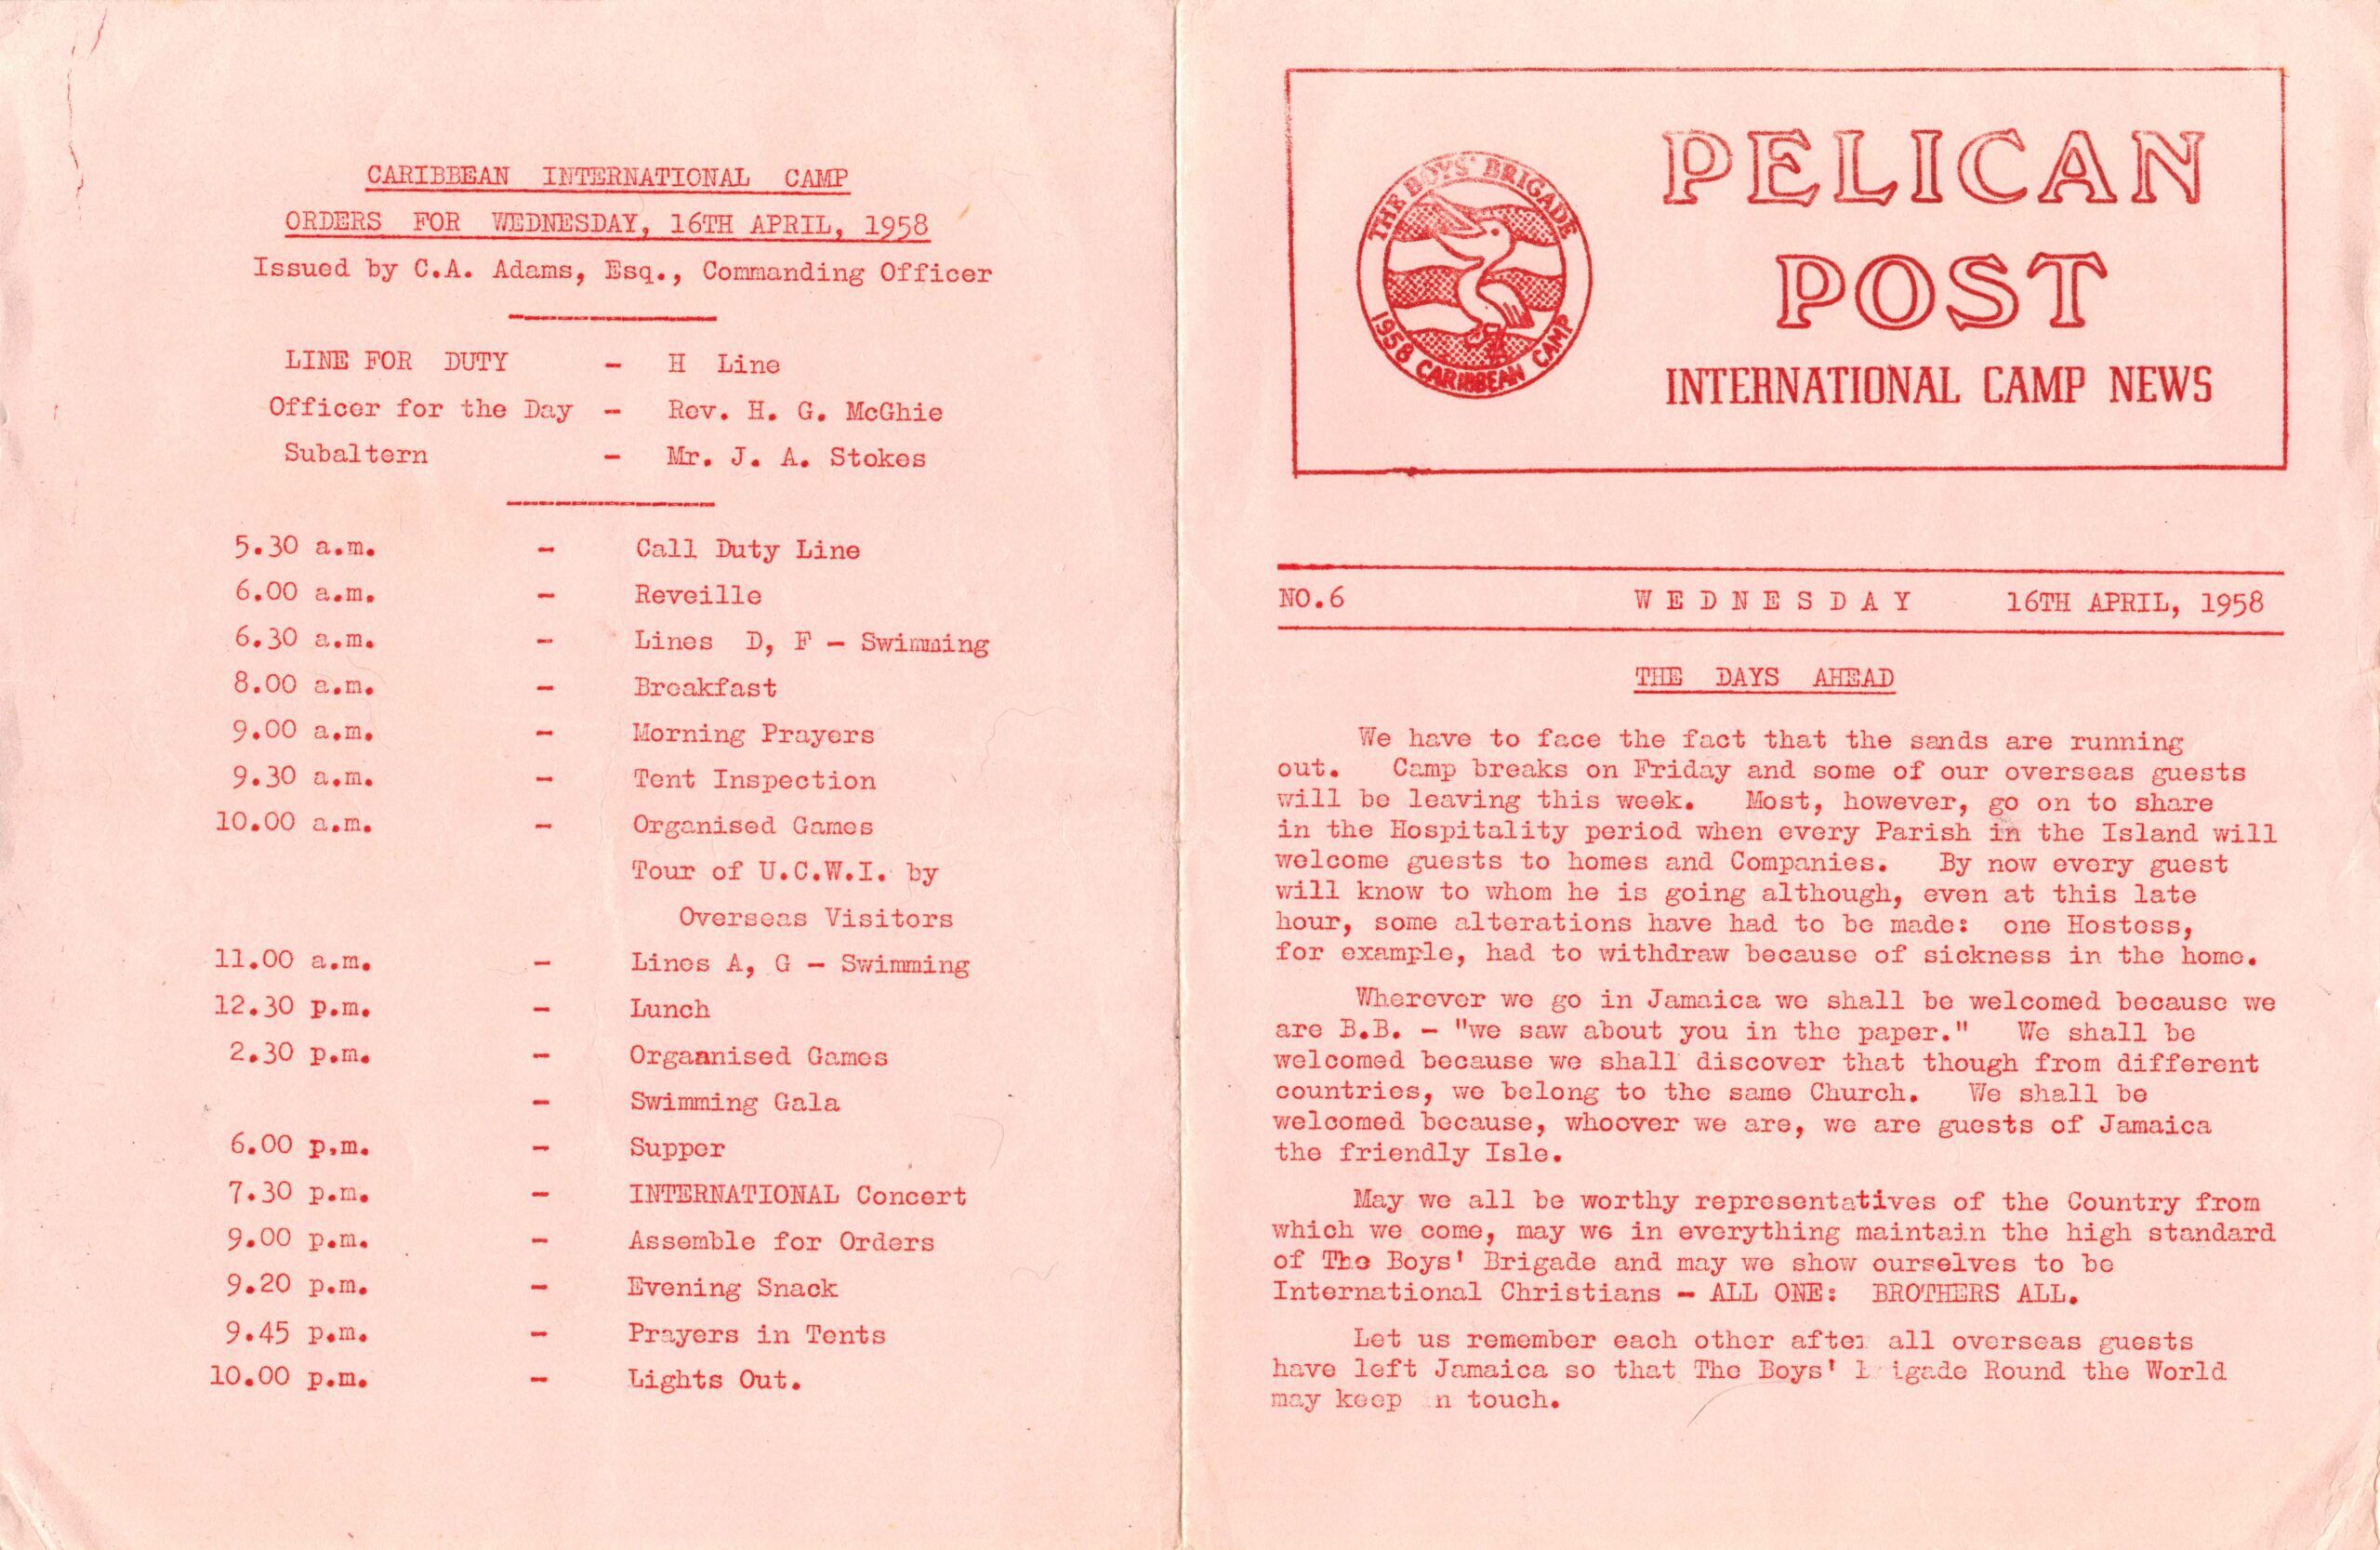 CARIBBEAN INTERNATIONAL CAMP
ORDERS FOR WEDNESDAY, 16TH APRIL, 1958
Issued by C.A. Adams, Esq., Commanding Officer
LINE FOR DUTY - H Line
Officer for the Day - Rev. H. G. McGhie
Subaltern - Mr. J. A. Stokes
5.30 a.m. - Call Duty Line
6.00 a.m. - Reveille
6.30 a.m. - Lines D, F - Swimming
8.00 a.m. - Breakfast
9.00 a.m. - Morning Prayers
9.30 a.m. - Tent Inspection
10.00 a.m. - Organised Games
Tour of U.C.W.I. by
Overseas Visitors
11.00 a.m. - Lines A, G - Swimming
12.30 p.m. - Lunch
2.30 p.m. - Orgaanised Games
- Swimming Gala
6.00 p.m. - Supper
7.30 p.m. - INTERNATIONAL Concert
9.00 p.m. - Assemble for Orders
9.20 p.m. - Evening Snack
9.45 p.m. - Prayers in Tents
10.00 p.m. - Lights Out.
THE BOYS' BRIGADE
1958 CARIBBEAN CAMP
PELICAN
POST
INTERNATIONAL CAMP NEWS
NO.6 WEDNESDAY 16TH APRIL, 1958
THE DAYS AHEAD
We have to face the fact that the sands are running
out. Camp breaks on Friday and some of our overseas guests
will be leaving this week. Most, however, go on to share
in the Hospitality period when every Parish in the Island will
welcome guests to homes and Companies. By now every guest
will know to whom he is going although, even at this late
hour, some alterations have had to be made: one Hostess,
for example, had to withdraw because of sickness in the home.
Wherever we go in Jamaica we shall be welcomed because we
are B.B. - "we saw about you in the paper." We shall be
welcomed because we shall discover that though from different
countries, we belong to the same Church. We shall be
welcomed because, whoever we are, we are guests of Jamaica
the friendly Isle.
May we all be worthy representatives of the Country from
which we come, may we in everything maintain the high standard
of The Boys' Brigade and may we show ourselves to be
International Christians - ALL ONE: BROTHERS ALL.
Let us remember each other after all overseas guests
have left Jamaica so that The Boys' Brigade Round the World
may keep in touch.